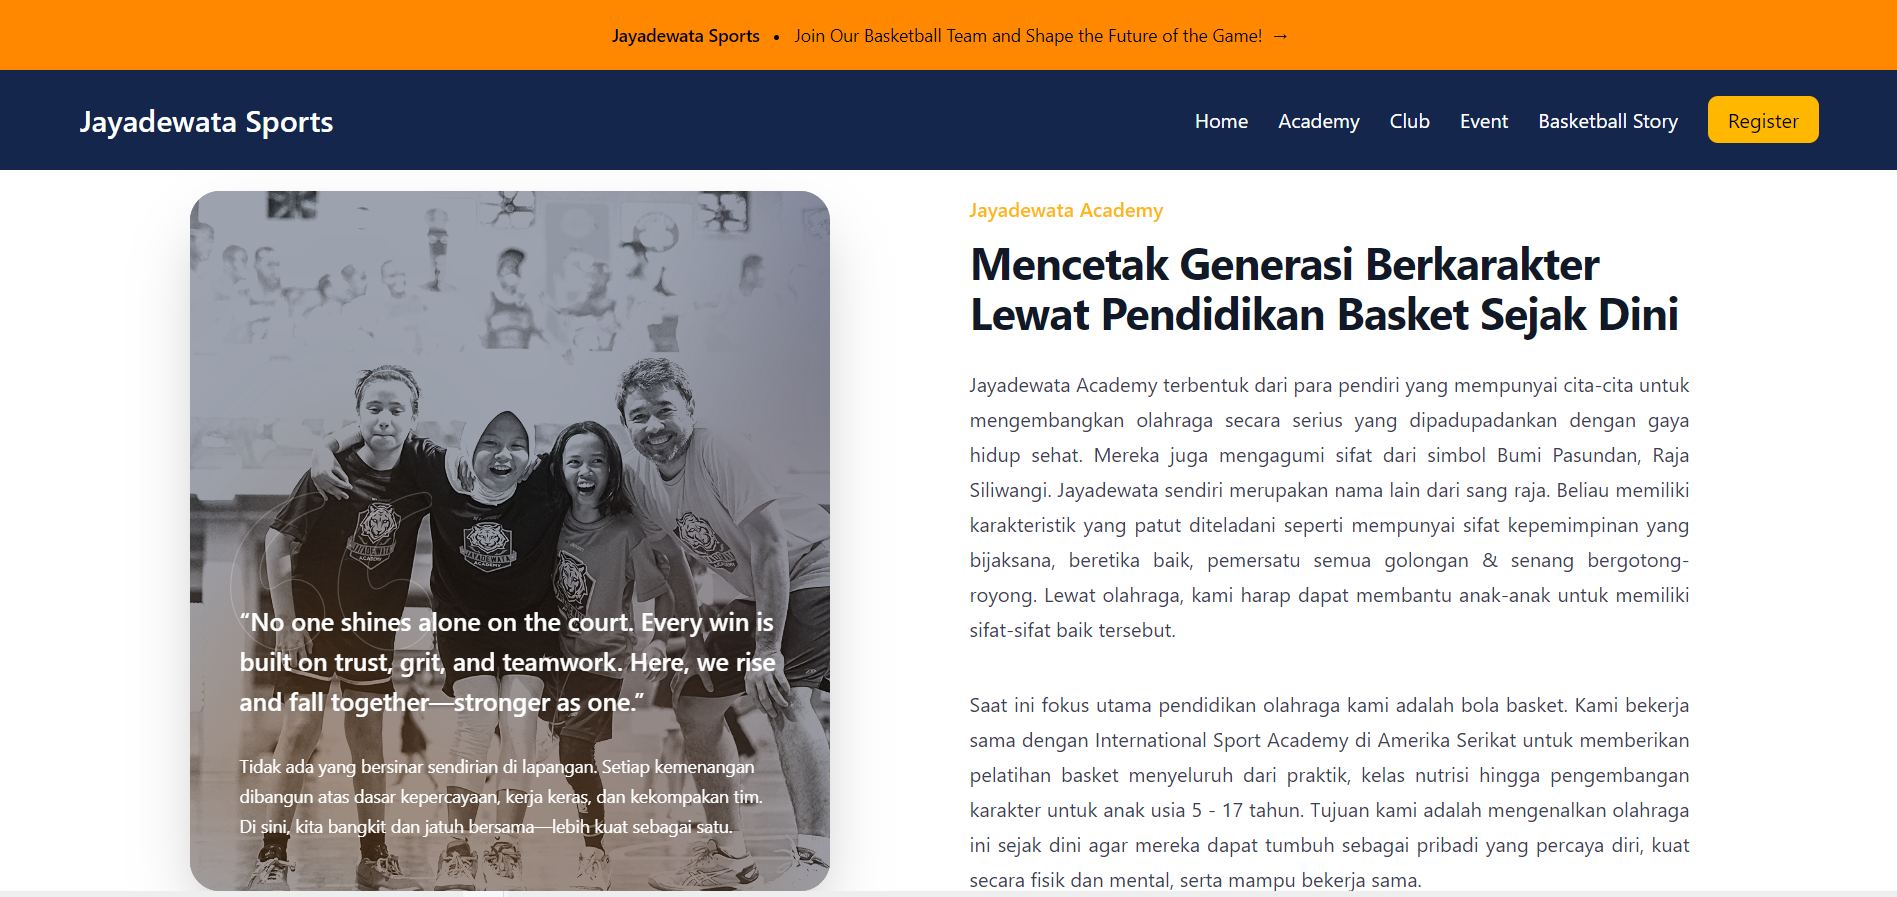 Jayadewata Sports • Join Our Basketball Team and Shape the Future of the Game! →
Jayadewata Sports
Home
Academy
Club
Event
Basketball Story
Register
JAYADEWATA
ACADEMY
“No one shines alone on the court. Every win is
built on trust, grit, and teamwork. Here, we rise
and fall together—stronger as one.”
Tidak ada yang bersinar sendirian di lapangan. Setiap kemenangan
dibangun atas dasar kepercayaan, kerja keras, dan kekompakan tim.
Di sini, kita bangkit dan jatuh bersama—lebih kuat sebagai satu.
Jayadewata Academy
Mencetak Generasi Berkarakter
Lewat Pendidikan Basket Sejak Dini
Jayadewata Academy terbentuk dari para pendiri yang mempunyai cita-cita untuk
mengembangkan olahraga secara serius yang dipadupadankan dengan gaya
hidup sehat. Mereka juga mengagumi sifat dari simbol Bumi Pasundan, Raja
Siliwangi. Jayadewata sendiri merupakan nama lain dari sang raja. Beliau memiliki
karakteristik yang patut diteladani seperti mempunyai sifat kepemimpinan yang
bijaksana, beretika baik, pemersatu semua golongan & senang bergotong-
royong. Lewat olahraga, kami harap dapat membantu anak-anak untuk memiliki
sifat-sifat baik tersebut.
Saat ini fokus utama pendidikan olahraga kami adalah bola basket. Kami bekerja
sama dengan International Sport Academy di Amerika Serikat untuk memberikan
pelatihan basket menyeluruh dari praktik, kelas nutrisi hingga pengembangan
karakter untuk anak usia 5 - 17 tahun. Tujuan kami adalah mengenalkan olahraga
ini sejak dini agar mereka dapat tumbuh sebagai pribadi yang percaya diri, kuat
secara fisik dan mental, serta mampu bekerja sama.